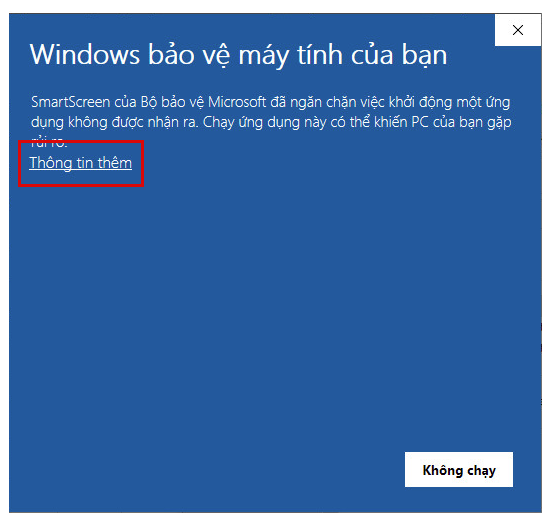 Windows bảo vệ máy tính của bạn
SmartScreen của Bộ bảo vệ Microsoft đã ngăn chặn việc khởi động một ứng
dụng không được nhận ra. Chạy ứng dụng này có thể khiến PC của bạn gặp
rủi ro.
Thông tin thêm
Không chạy